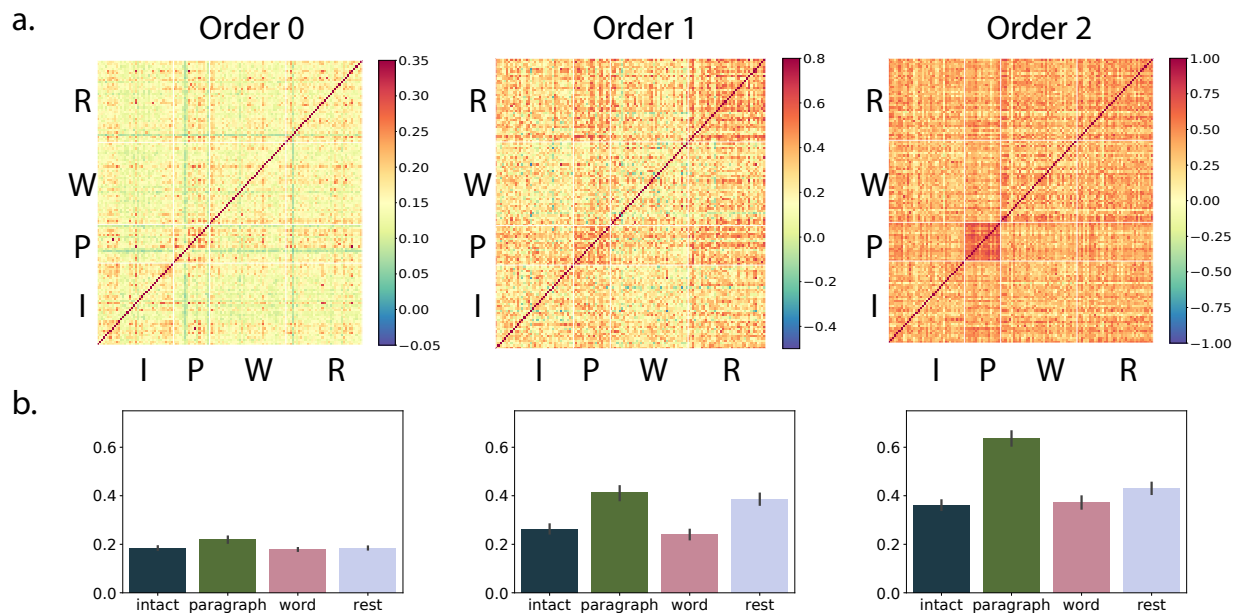 a.
Order 0
Order 1
Order 2
R
W
P
I
I P W R
0.35
0.30
0.25
0.20
0.15
0.10
0.05
0.00
−0.05
R
W
P
I
I P W R
0.8
0.6
0.4
0.2
0.0
−0.2
−0.4
R
W
P
I
I P W R
1.00
0.75
0.50
0.25
0.00
−0.25
−0.50
−0.75
−1.00
b.
0.6
0.4
0.2
0.0
intact paragraph word rest
0.6
0.4
0.2
0.0
intact paragraph word rest
0.6
0.4
0.2
0.0
intact paragraph word rest